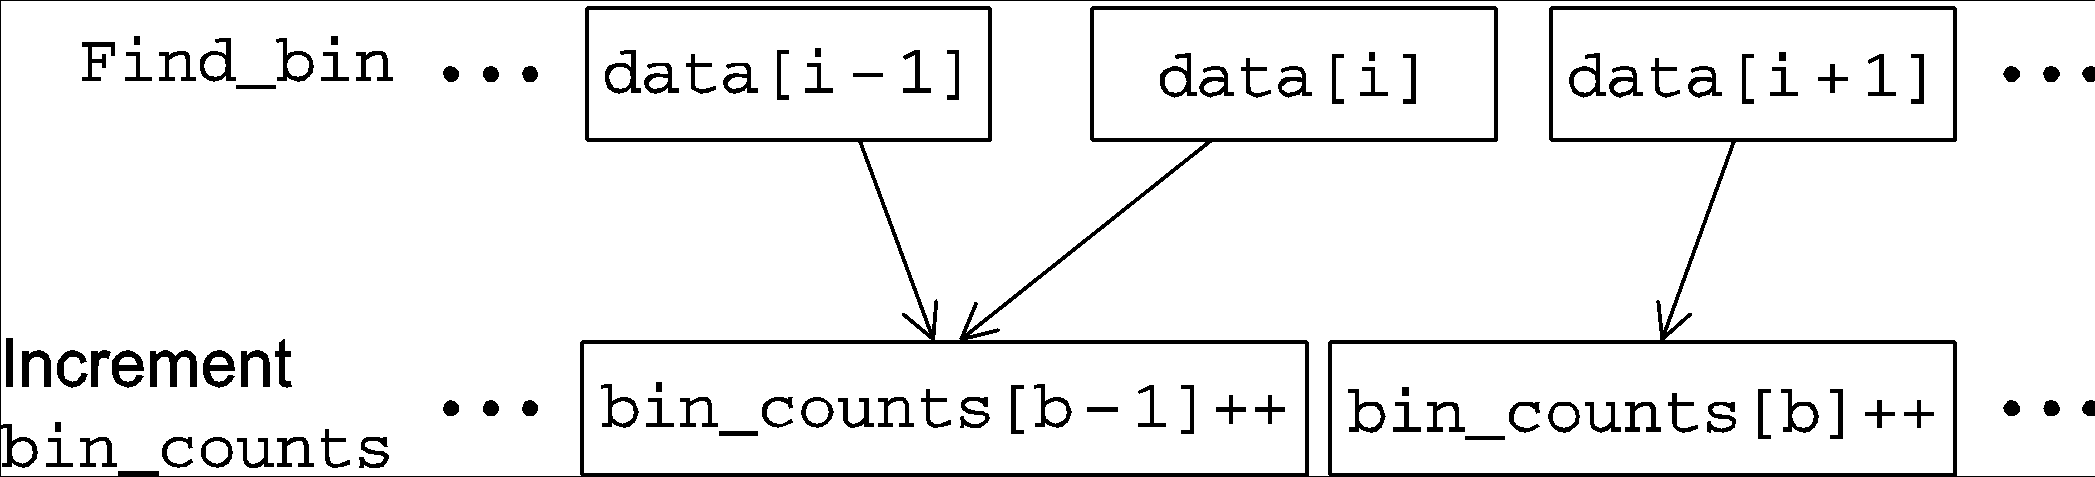 Find_bin ••• data[i-1] data[i] data[i+1] •••
Increment
bin_counts ••• bin_counts[b-1]++ bin_counts[b]++ •••